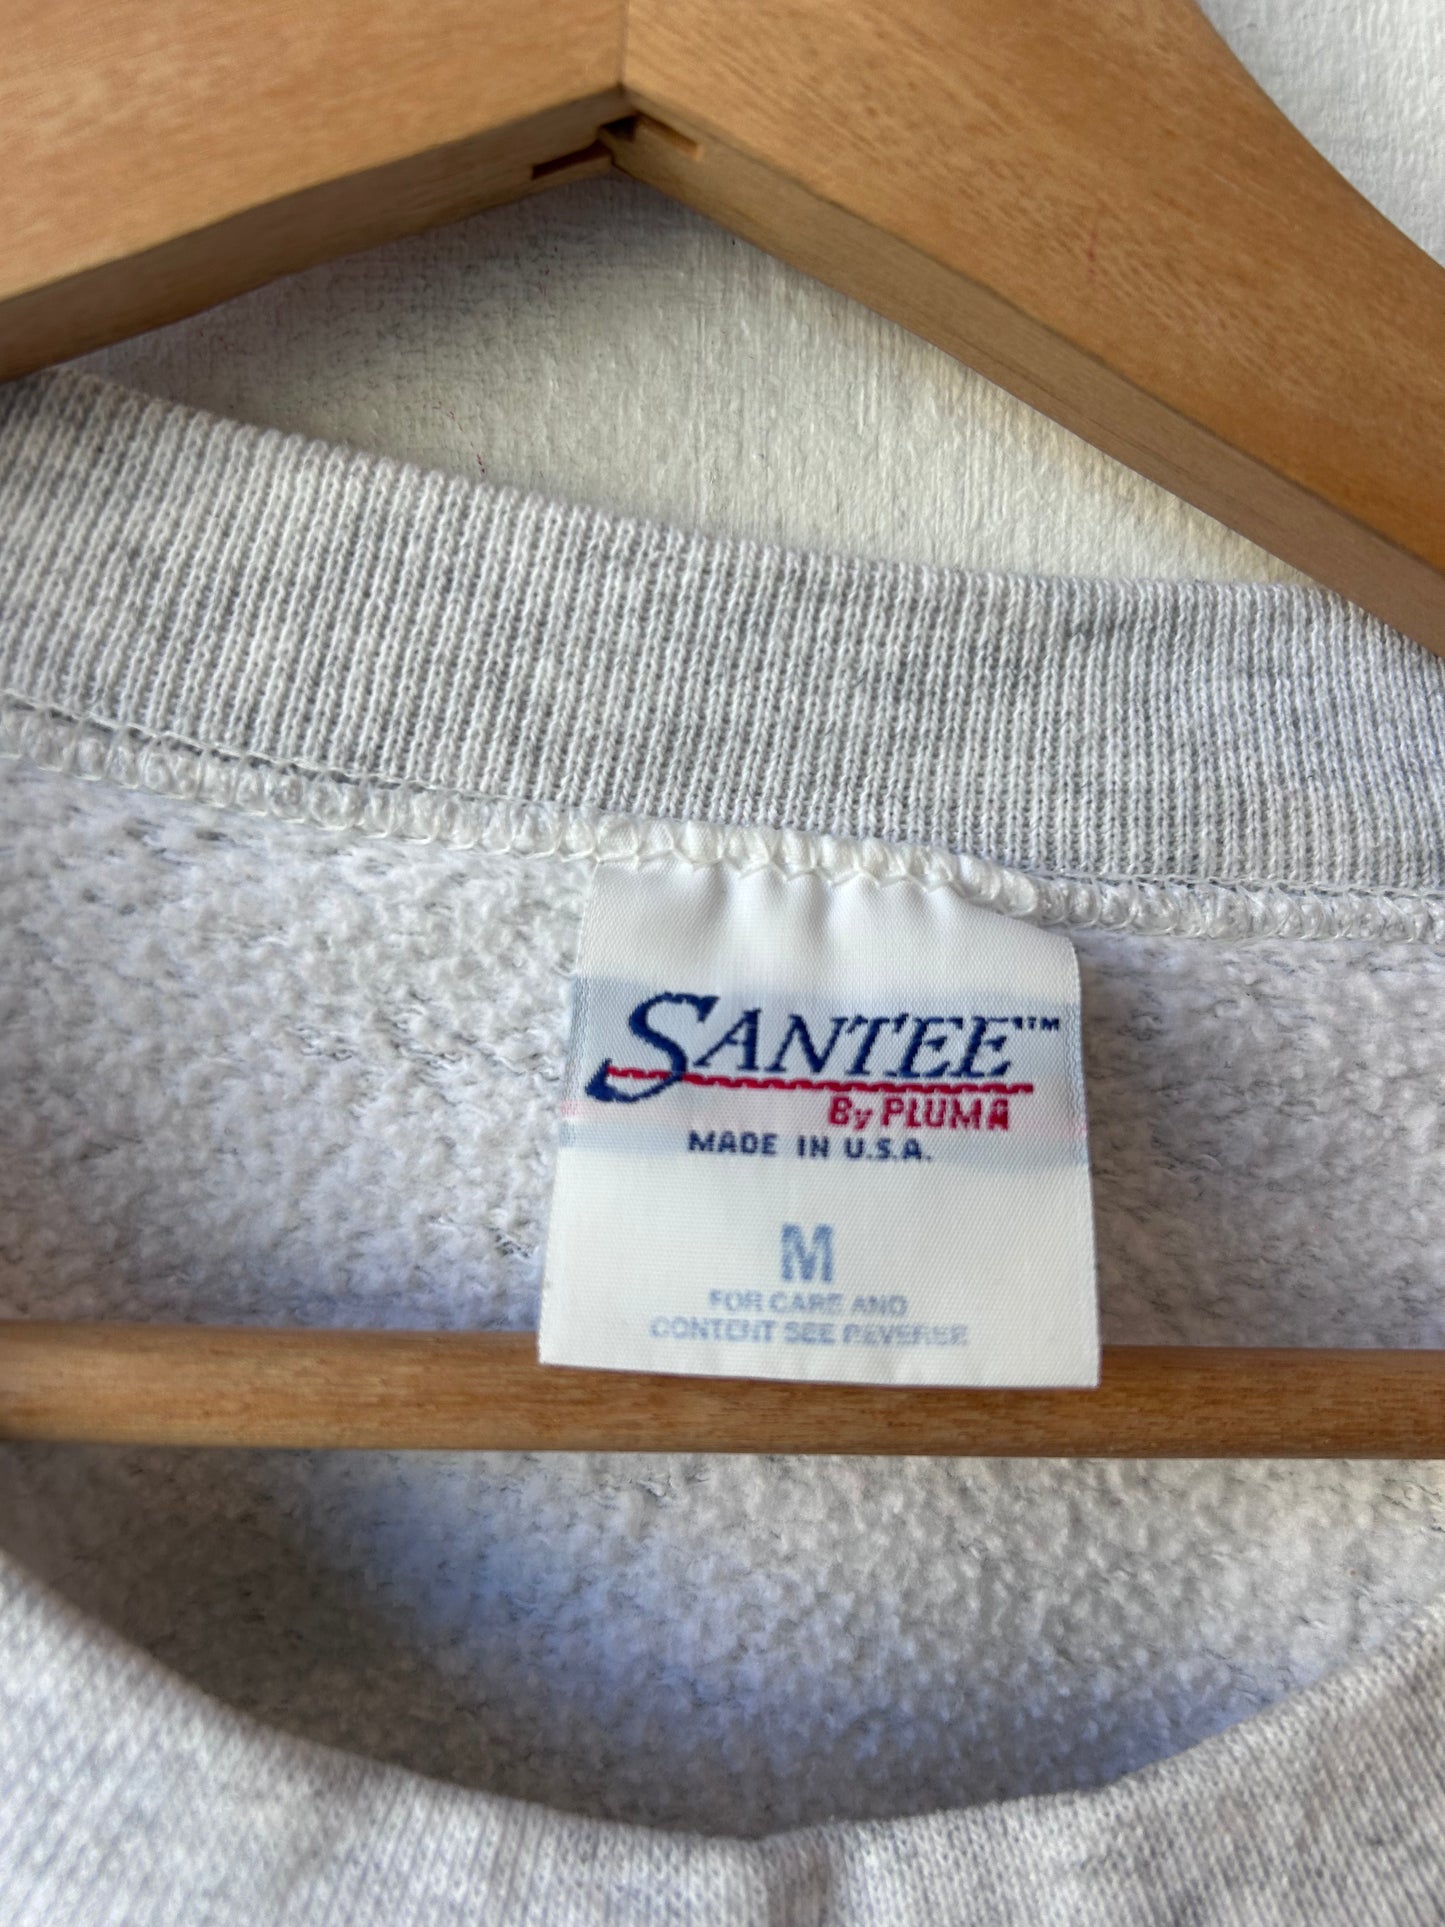 SANTEE™
By PLUMA
MADE IN U.S.A.
M
FOR CARE AND
CONTENT SEE REVERSE